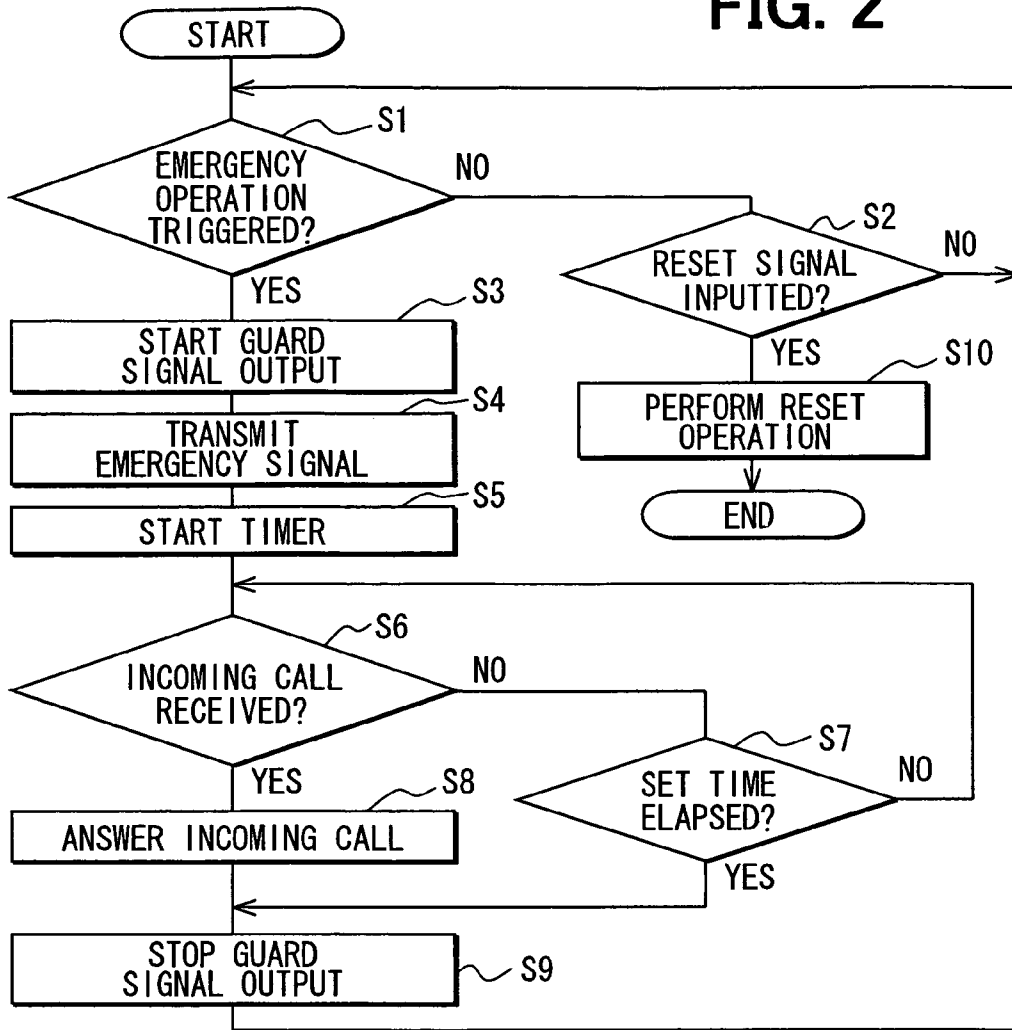 FIG. 2
START
S1
EMERGENCY
OPERATION
TRIGGERED?
NO
YES
S2
RESET SIGNAL
INPUTTED?
NO
YES
S3
START GUARD
SIGNAL OUTPUT
S10
PERFORM RESET
OPERATION
S4
TRANSMIT
EMERGENCY SIGNAL
END
S5
START TIMER
S6
INCOMING CALL
RECEIVED?
NO
YES
S7
SET TIME
ELAPSED?
NO
YES
S8
ANSWER INCOMING CALL
STOP GUARD
SIGNAL OUTPUT
S9